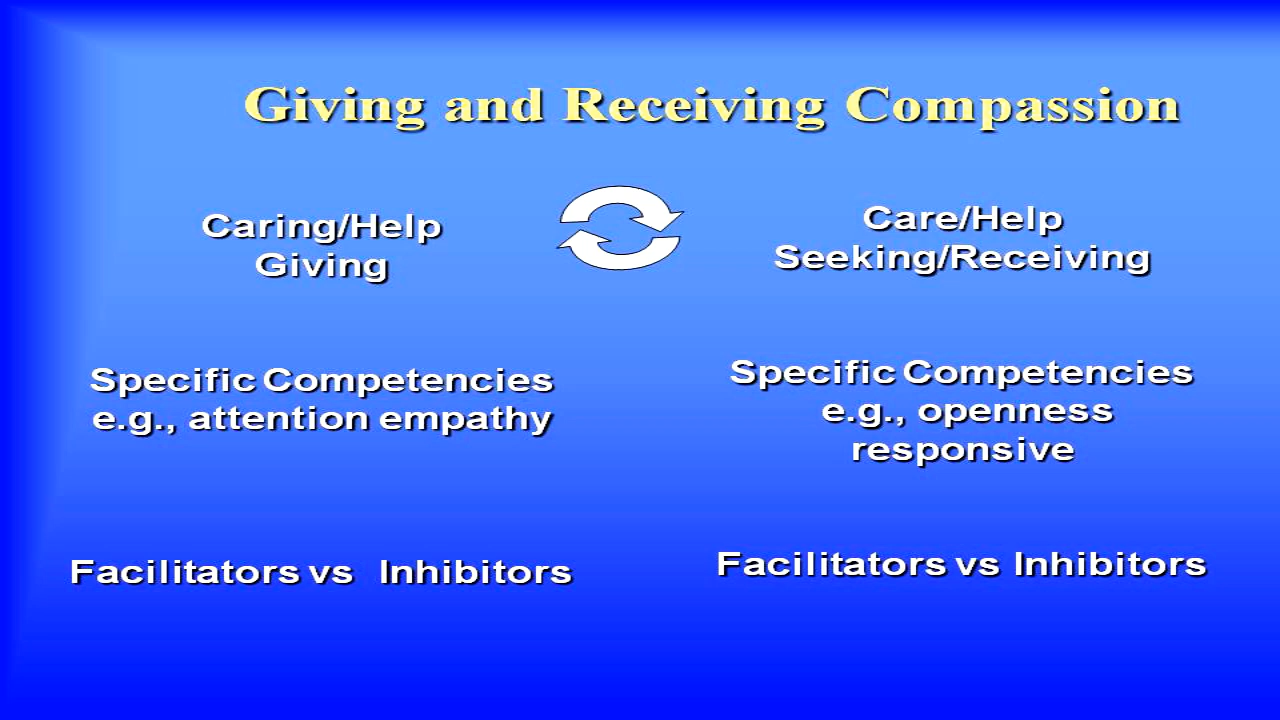 Giving and Receiving Compassion
Caring/Help
Giving
Care/Help
Seeking/Receiving
Specific Competencies
e.g., attention empathy
Specific Competencies
e.g., openness
responsive
Facilitators vs Inhibitors
Facilitators vs Inhibitors